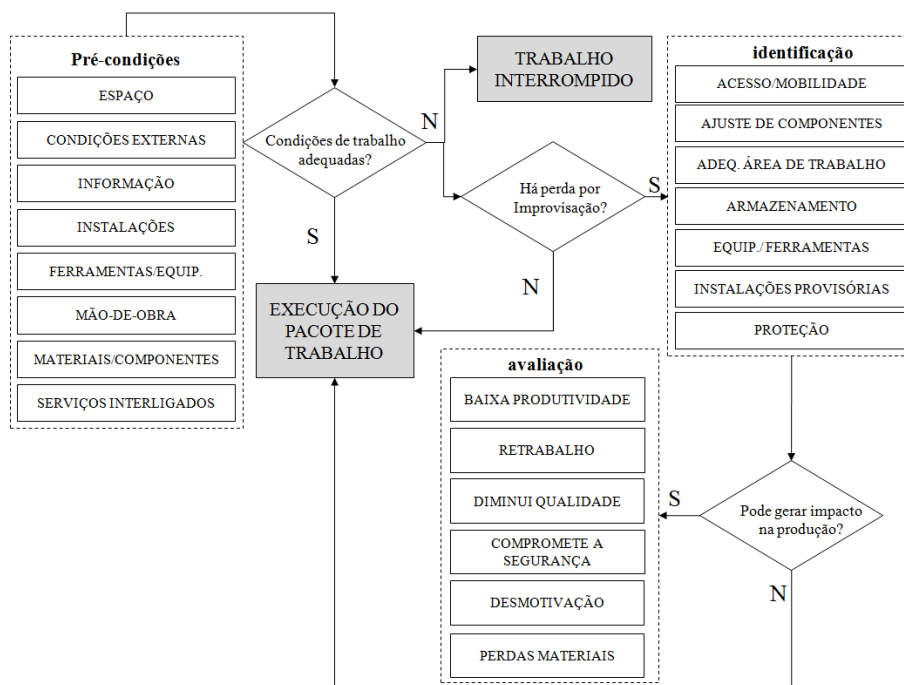 Pré-condições
ESPAÇO
CONDIÇÕES EXTERNAS
INFORMAÇÃO
INSTALAÇÕES
FERRAMENTAS/EQUIP.
MÃO-DE-OBRA
MATERIAIS/COMPONENTES
SERVIÇOS INTERLIGADOS
Condições de trabalho
adequadas?
N
S
TRABALHO
INTERROMPIDO
Há perda por
Improvisação?
S
N
EXECUÇÃO DO
PACOTE DE
TRABALHO
identificação
ACESSO/MOBILIDADE
AJUSTE DE COMPONENTES
ADEQ. ÁREA DE TRABALHO
ARMAZENAMENTO
EQUIP./ FERRAMENTAS
INSTALAÇÕES PROVISÓRIAS
PROTEÇÃO
Pode gerar impacto
na produção?
S
N
avaliação
BAIXA PRODUTIVIDADE
RETRABALHO
DIMINUI QUALIDADE
COMPROMETE A
SEGURANÇA
DESMOTIVAÇÃO
PERDAS MATERIAIS